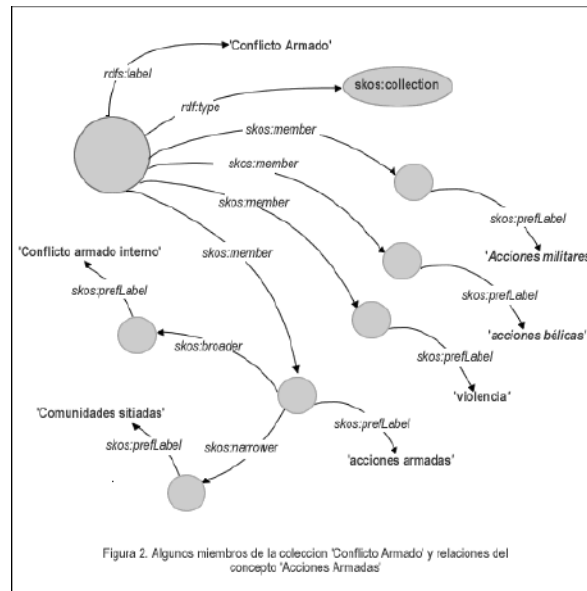 'Conflicto Armado'
rdfs:label
skos:collection
rdf:type
skos:member
skos:member
skos:member
skos:member
skos:prefLabel
'Acciones militares
'Conflicto armado interno'
skos:prefLabel
skos:prefLabel
'acciones bélicas'
skos:broader
skos:prefLabel
'violencia'
'Comunidades sitiadas'
skos:prefLabel
skos:narrower
skos:prefLabel
'acciones armadas'
Figura 2. Algunos miembros de la coleccion 'Conflicto Armado' y relaciones del
concepto 'Acciones Armadas'